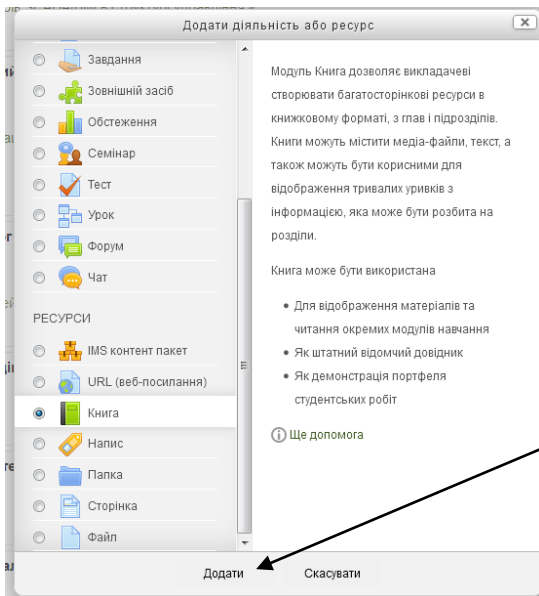 Додати діяльність або ресурс
Завдання
Зовнішній засіб
Обстеження
Семінар
Тест
Урок
Форум
Чат
РЕСУРСИ
IMS контент пакет
URL (веб-посилання)
Книга
Напис
Папка
Сторінка
Файл
Модуль Книга дозволяє викладачеві
створювати багатосторінкові ресурси в
книжковому форматі, з глав і підрозділів.
Книги можуть містити медіа-файли, текст, а
також можуть бути корисними для
відображення тривалих уривків з
інформацією, яка може бути розбита на
розділи.
Книга може бути використана
• Для відображення матеріалів та
читання окремих модулів навчання
• Як штатний відомчий довідник
• Як демонстрація портфеля
студентських робіт
Ще допомога
Додати
Скасувати